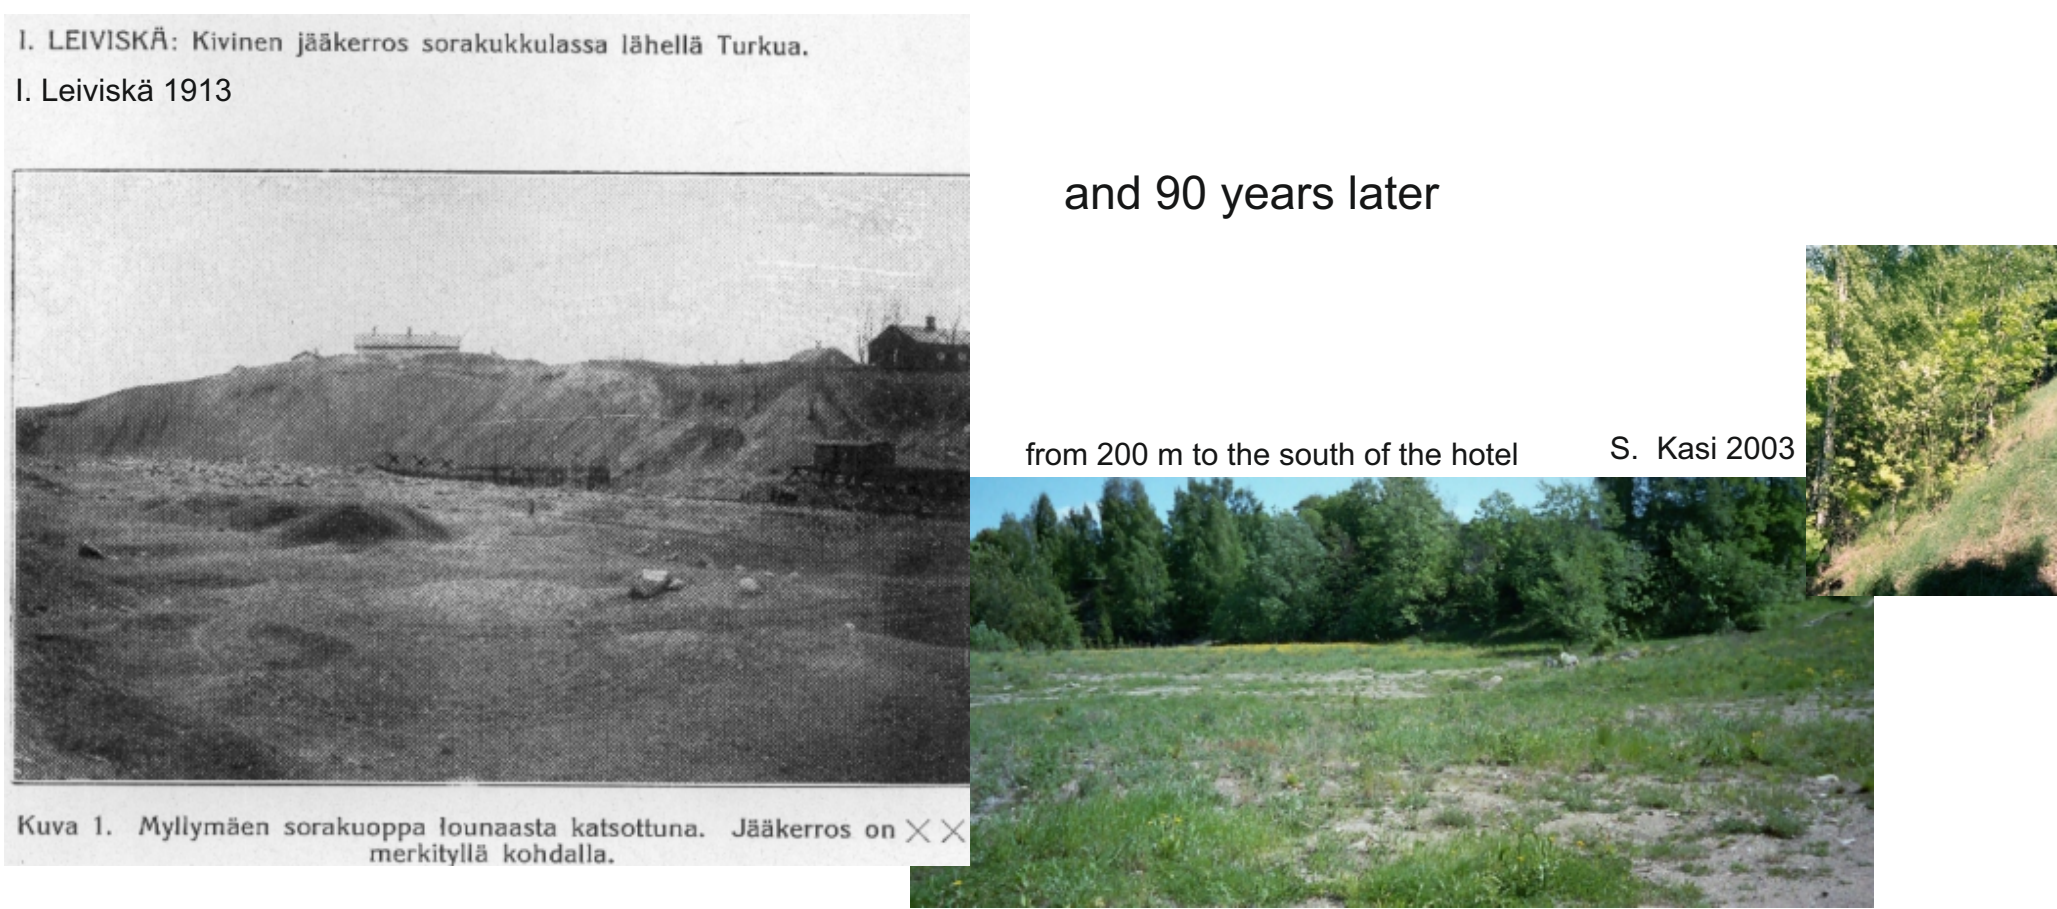 I. LEIVISKÄ: Kivinen jääkerros sorakukkulassa lähellä Turkua.
I. Leiviskä 1913
and 90 years later
from 200 m to the south of the hotel
S. Kasi 2003
Kuva 1. Myllymäen sorakuoppa lounaasta katsottuna. Jääkerros on ××
merkityllä kohdalla.